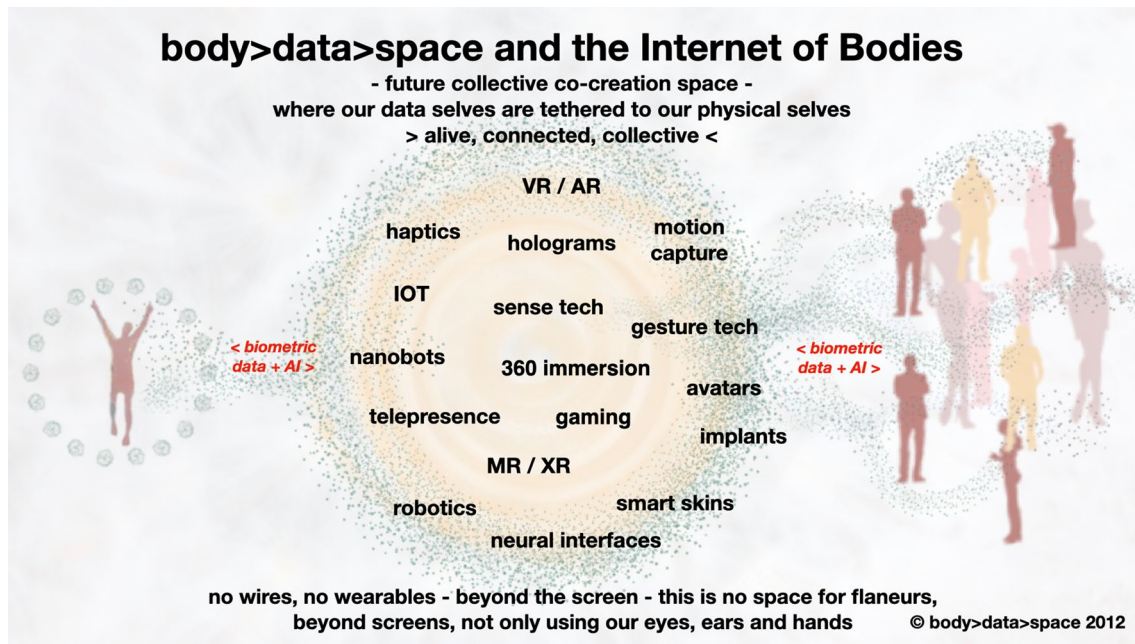 body>data>space and the Internet of Bodies
- future collective co-creation space -
where our data selves are tethered to our physical selves
> alive, connected, collective <
VR / AR
haptics
holograms
motion
capture
IOT
sense tech
gesture tech
< biometric
data + AI >
nanobots
360 immersion
< biometric
data + AI >
avatars
telepresence
gaming
implants
MR / XR
robotics
smart skins
neural interfaces
no wires, no wearables - beyond the screen - this is no space for flaneurs,
beyond screens, not only using our eyes, ears and hands
© body>data>space 2012